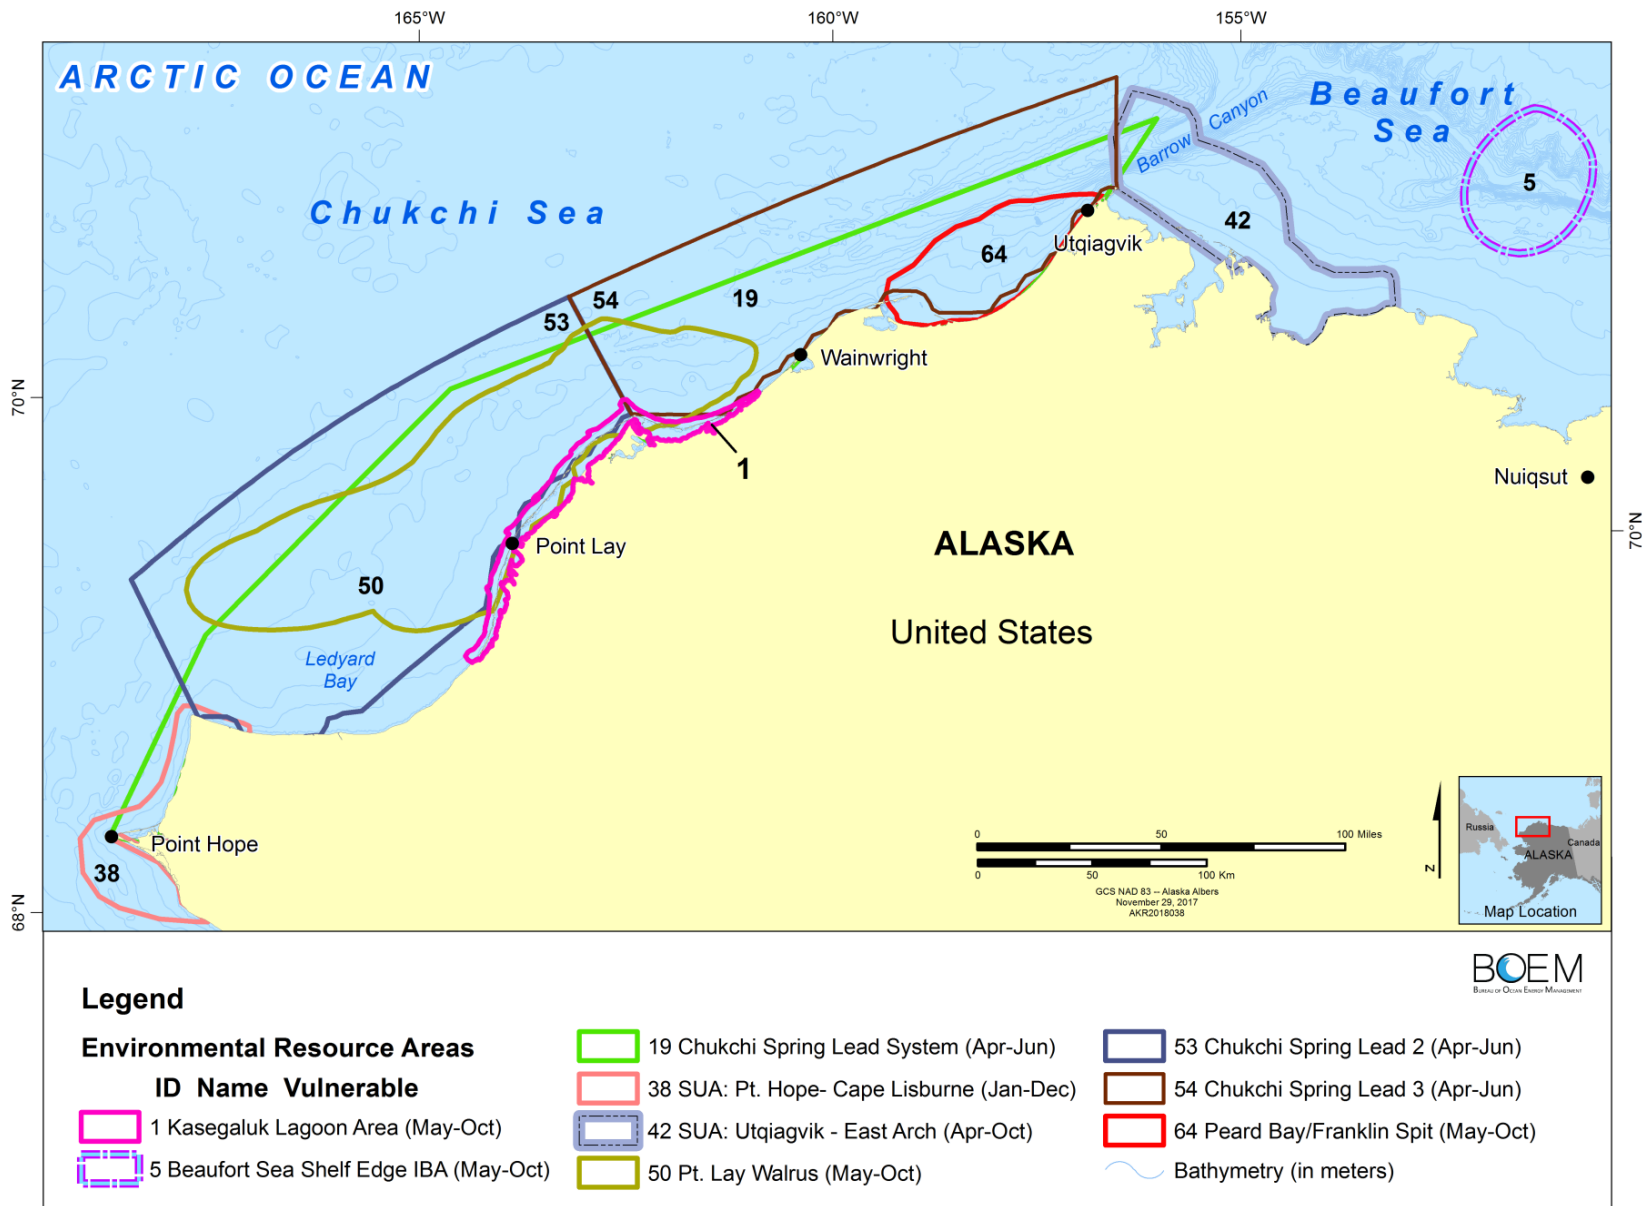 165°W 160°W 155°W
ARCTIC OCEAN
Beaufort
Sea
Barrow Canyon
5
Chukchi Sea
42
Utqiagvik
64
54
19
53
Wainwright
70°N
1
Nuiqsut
70°N
Point Lay
ALASKA
50
United States
Ledyard
Bay
Point Hope
38
68°N
0 50 100 Miles
0 50 100 Km
GCS NAD 83 -- Alaska Albers
November 29, 2017
AKR2018038
N
Russia
Canada
ALASKA
Map Location
BOEM
Bureau of Ocean Energy Management
Legend
Environmental Resource Areas
ID Name Vulnerable
1 Kasegaluk Lagoon Area (May-Oct)
5 Beaufort Sea Shelf Edge IBA (May-Oct)
19 Chukchi Spring Lead System (Apr-Jun)
38 SUA: Pt. Hope- Cape Lisburne (Jan-Dec)
42 SUA: Utqiagvik - East Arch (Apr-Oct)
50 Pt. Lay Walrus (May-Oct)
53 Chukchi Spring Lead 2 (Apr-Jun)
54 Chukchi Spring Lead 3 (Apr-Jun)
64 Peard Bay/Franklin Spit (May-Oct)
Bathymetry (in meters)